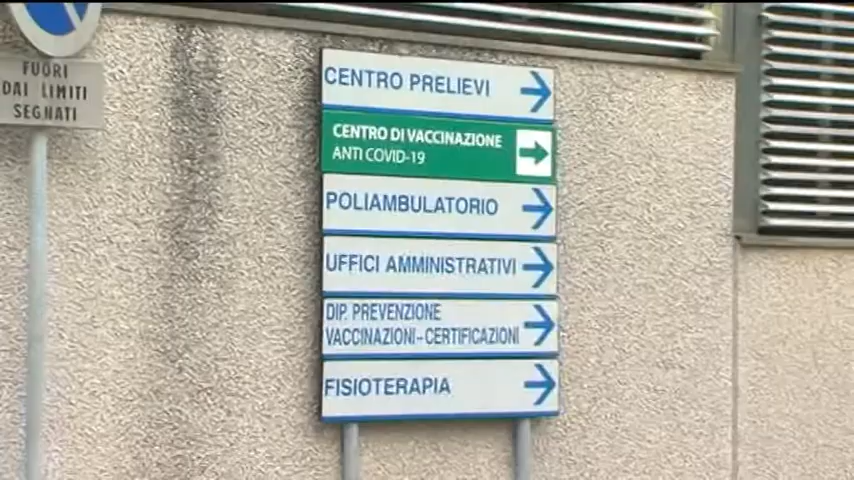 FUORI
DAI LIMITI
SEGNATI
CENTRO PRELIEVI
CENTRO DI VACCINAZIONE
ANTI COVID-19
POLIAMBULATORIO
UFFICI AMMINISTRATIVI
DIP. PREVENZIONE
VACCINAZIONI-CERTIFICAZIONI
FISIOTERAPIA